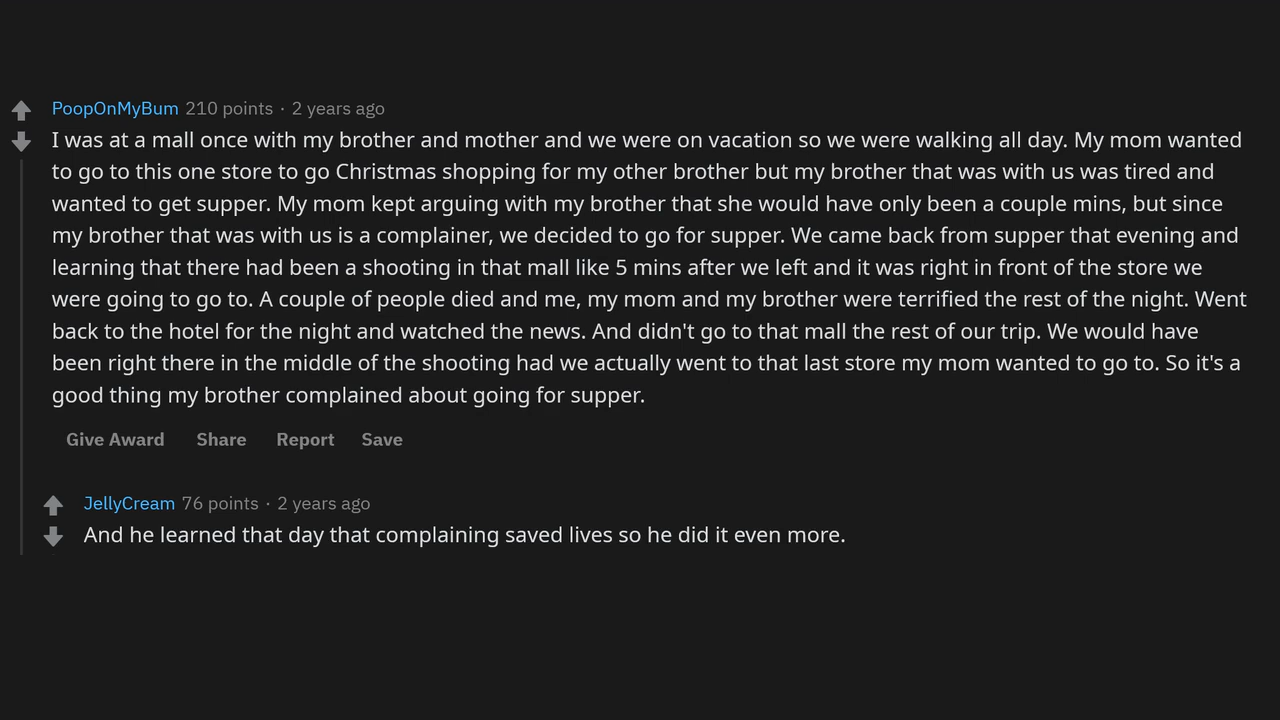 PoopOnMyBum 210 points · 2 years ago
I was at a mall once with my brother and mother and we were on vacation so we were walking all day. My mom wanted
to go to this one store to go Christmas shopping for my other brother but my brother that was with us was tired and
wanted to get supper. My mom kept arguing with my brother that she would have only been a couple mins, but since
my brother that was with us is a complainer, we decided to go for supper. We came back from supper that evening and
learning that there had been a shooting in that mall like 5 mins after we left and it was right in front of the store we
were going to go to. A couple of people died and me, my mom and my brother were terrified the rest of the night. Went
back to the hotel for the night and watched the news. And didn't go to that mall the rest of our trip. We would have
been right there in the middle of the shooting had we actually went to that last store my mom wanted to go to. So it's a
good thing my brother complained about going for supper.
Give Award Share Report Save
JellyCream 76 points · 2 years ago
And he learned that day that complaining saved lives so he did it even more.